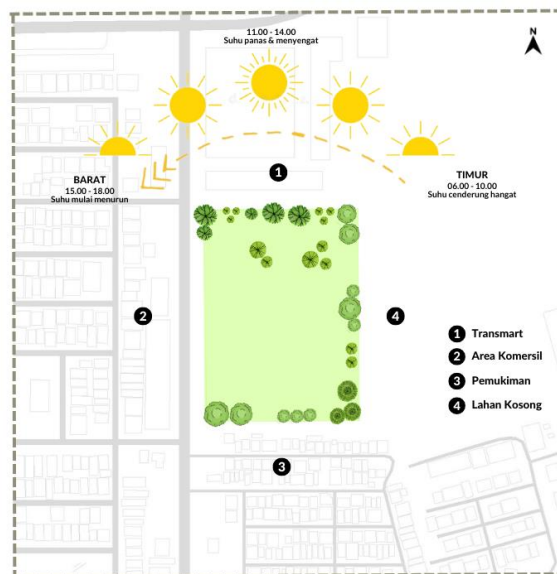 11.00 - 14.00
Suhu panas & menyengat
N
BARAT
15.00 - 18.00
Suhu mulai menurun
TIMUR
06.00 - 10.00
Suhu cenderung hangat
1
2
4
3
1 Transmart
2 Area Komersil
3 Pemukiman
4 Lahan Kosong